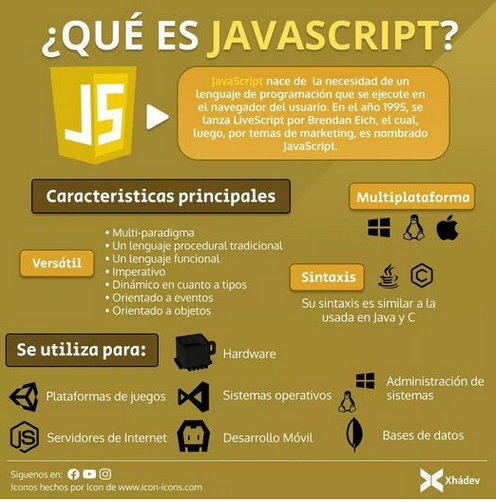 ¿QUÉ ES JAVASCRIPT?
JS
JavaScript nace de la necesidad de un
lenguaje de programación que se ejecute en
el navegador del usuario. En el año 1995, se
lanza LiveScript por Brendan Eich, el cual,
luego, por temas de marketing, es nombrado
JavaScript.
Caracteristicas principales
Multiplataforma
Versátil
• Multi-paradigma
• Un lenguaje procedural tradicional
• Un lenguaje funcional
• Imperativo
• Dinámico en cuanto a tipos
• Orientado a eventos
• Orientado a objetos
Sintaxis
C
Su sintaxis es similar a la
usada en Java y C
Se utiliza para:
Hardware
Plataformas de juegos
Sistemas operativos
Administración de
sistemas
JS
Servidores de Internet
Desarrollo Móvil
Bases de datos
Siguenos en:
Iconos hechos por Icon de www.icon-icons.com
Xhádev